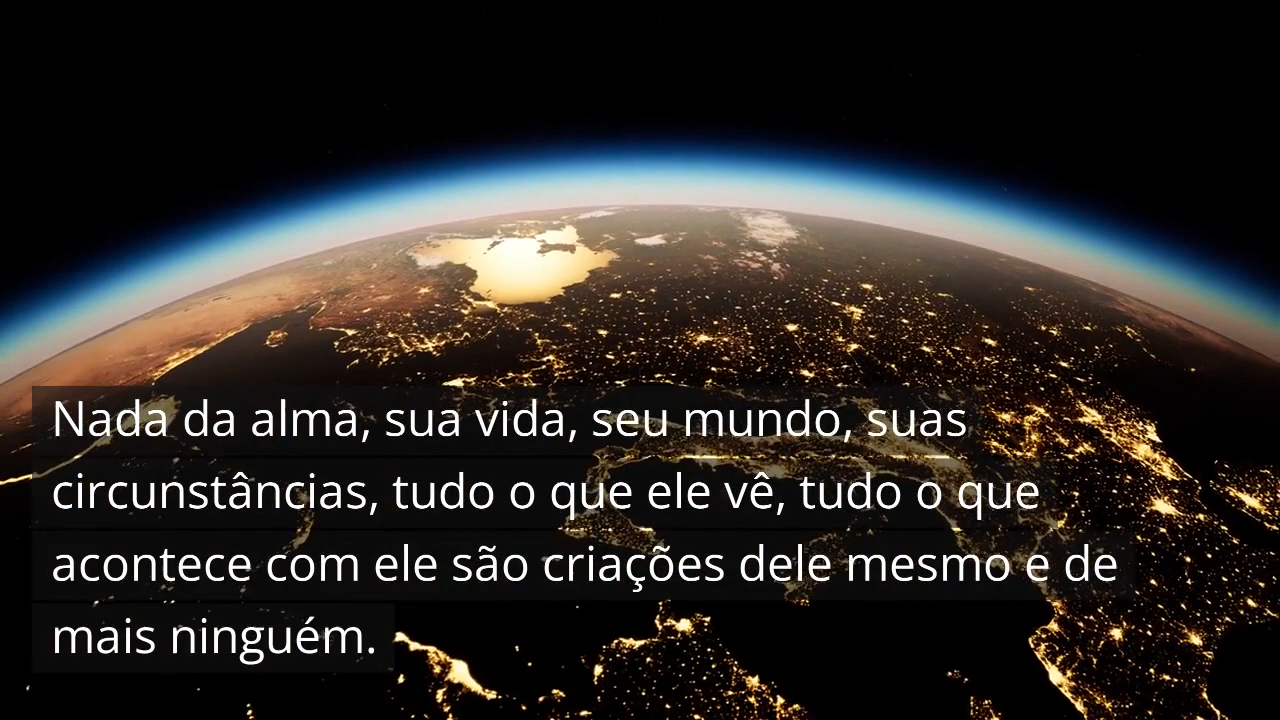 Nada da alma, sua vida, seu mundo, suas
circunstâncias, tudo o que ele vê, tudo o que
acontece com ele são criações dele mesmo e de
mais ninguém.